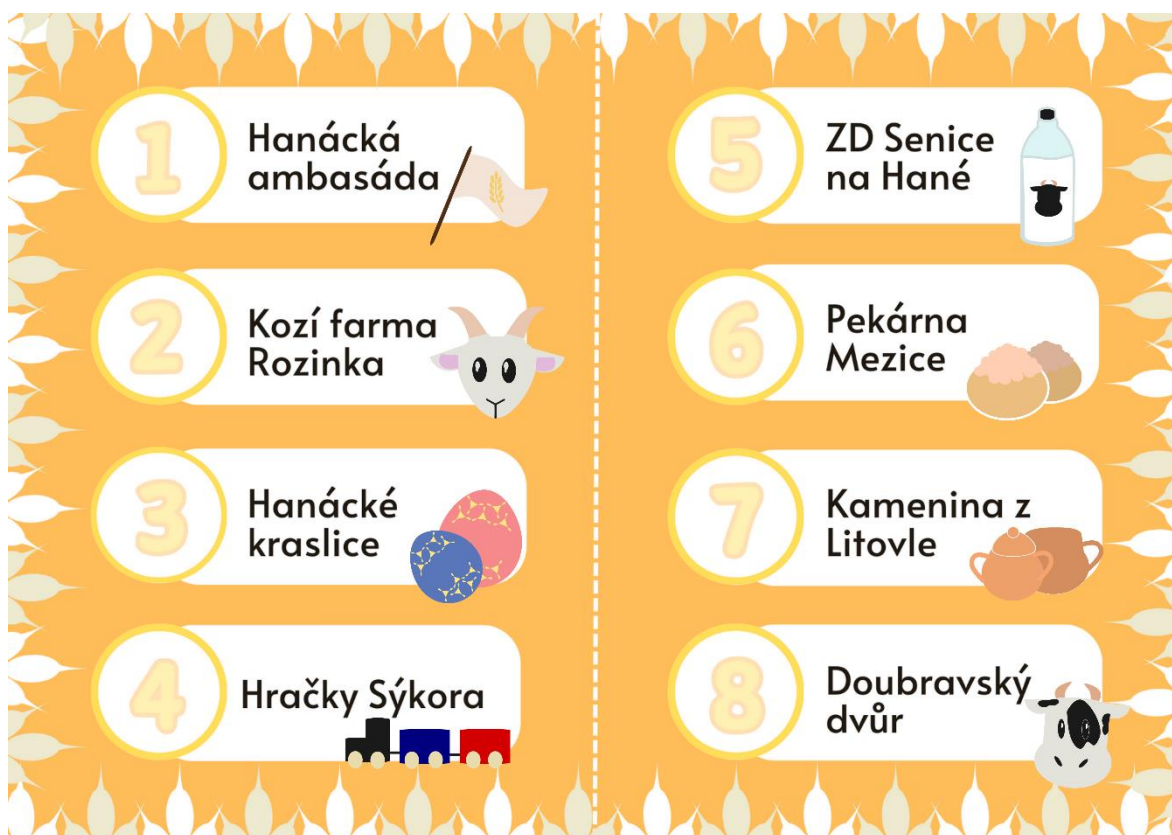 1
Hanácká
ambasáda
2
Kozí farma
Rozinka
3
Hanácké
kraslice
4
Hračky Sýkora
5
ZD Senice
na Hané
6
Pekárna
Mezice
7
Kamenina z
Litovle
8
Doubravský
dvůr